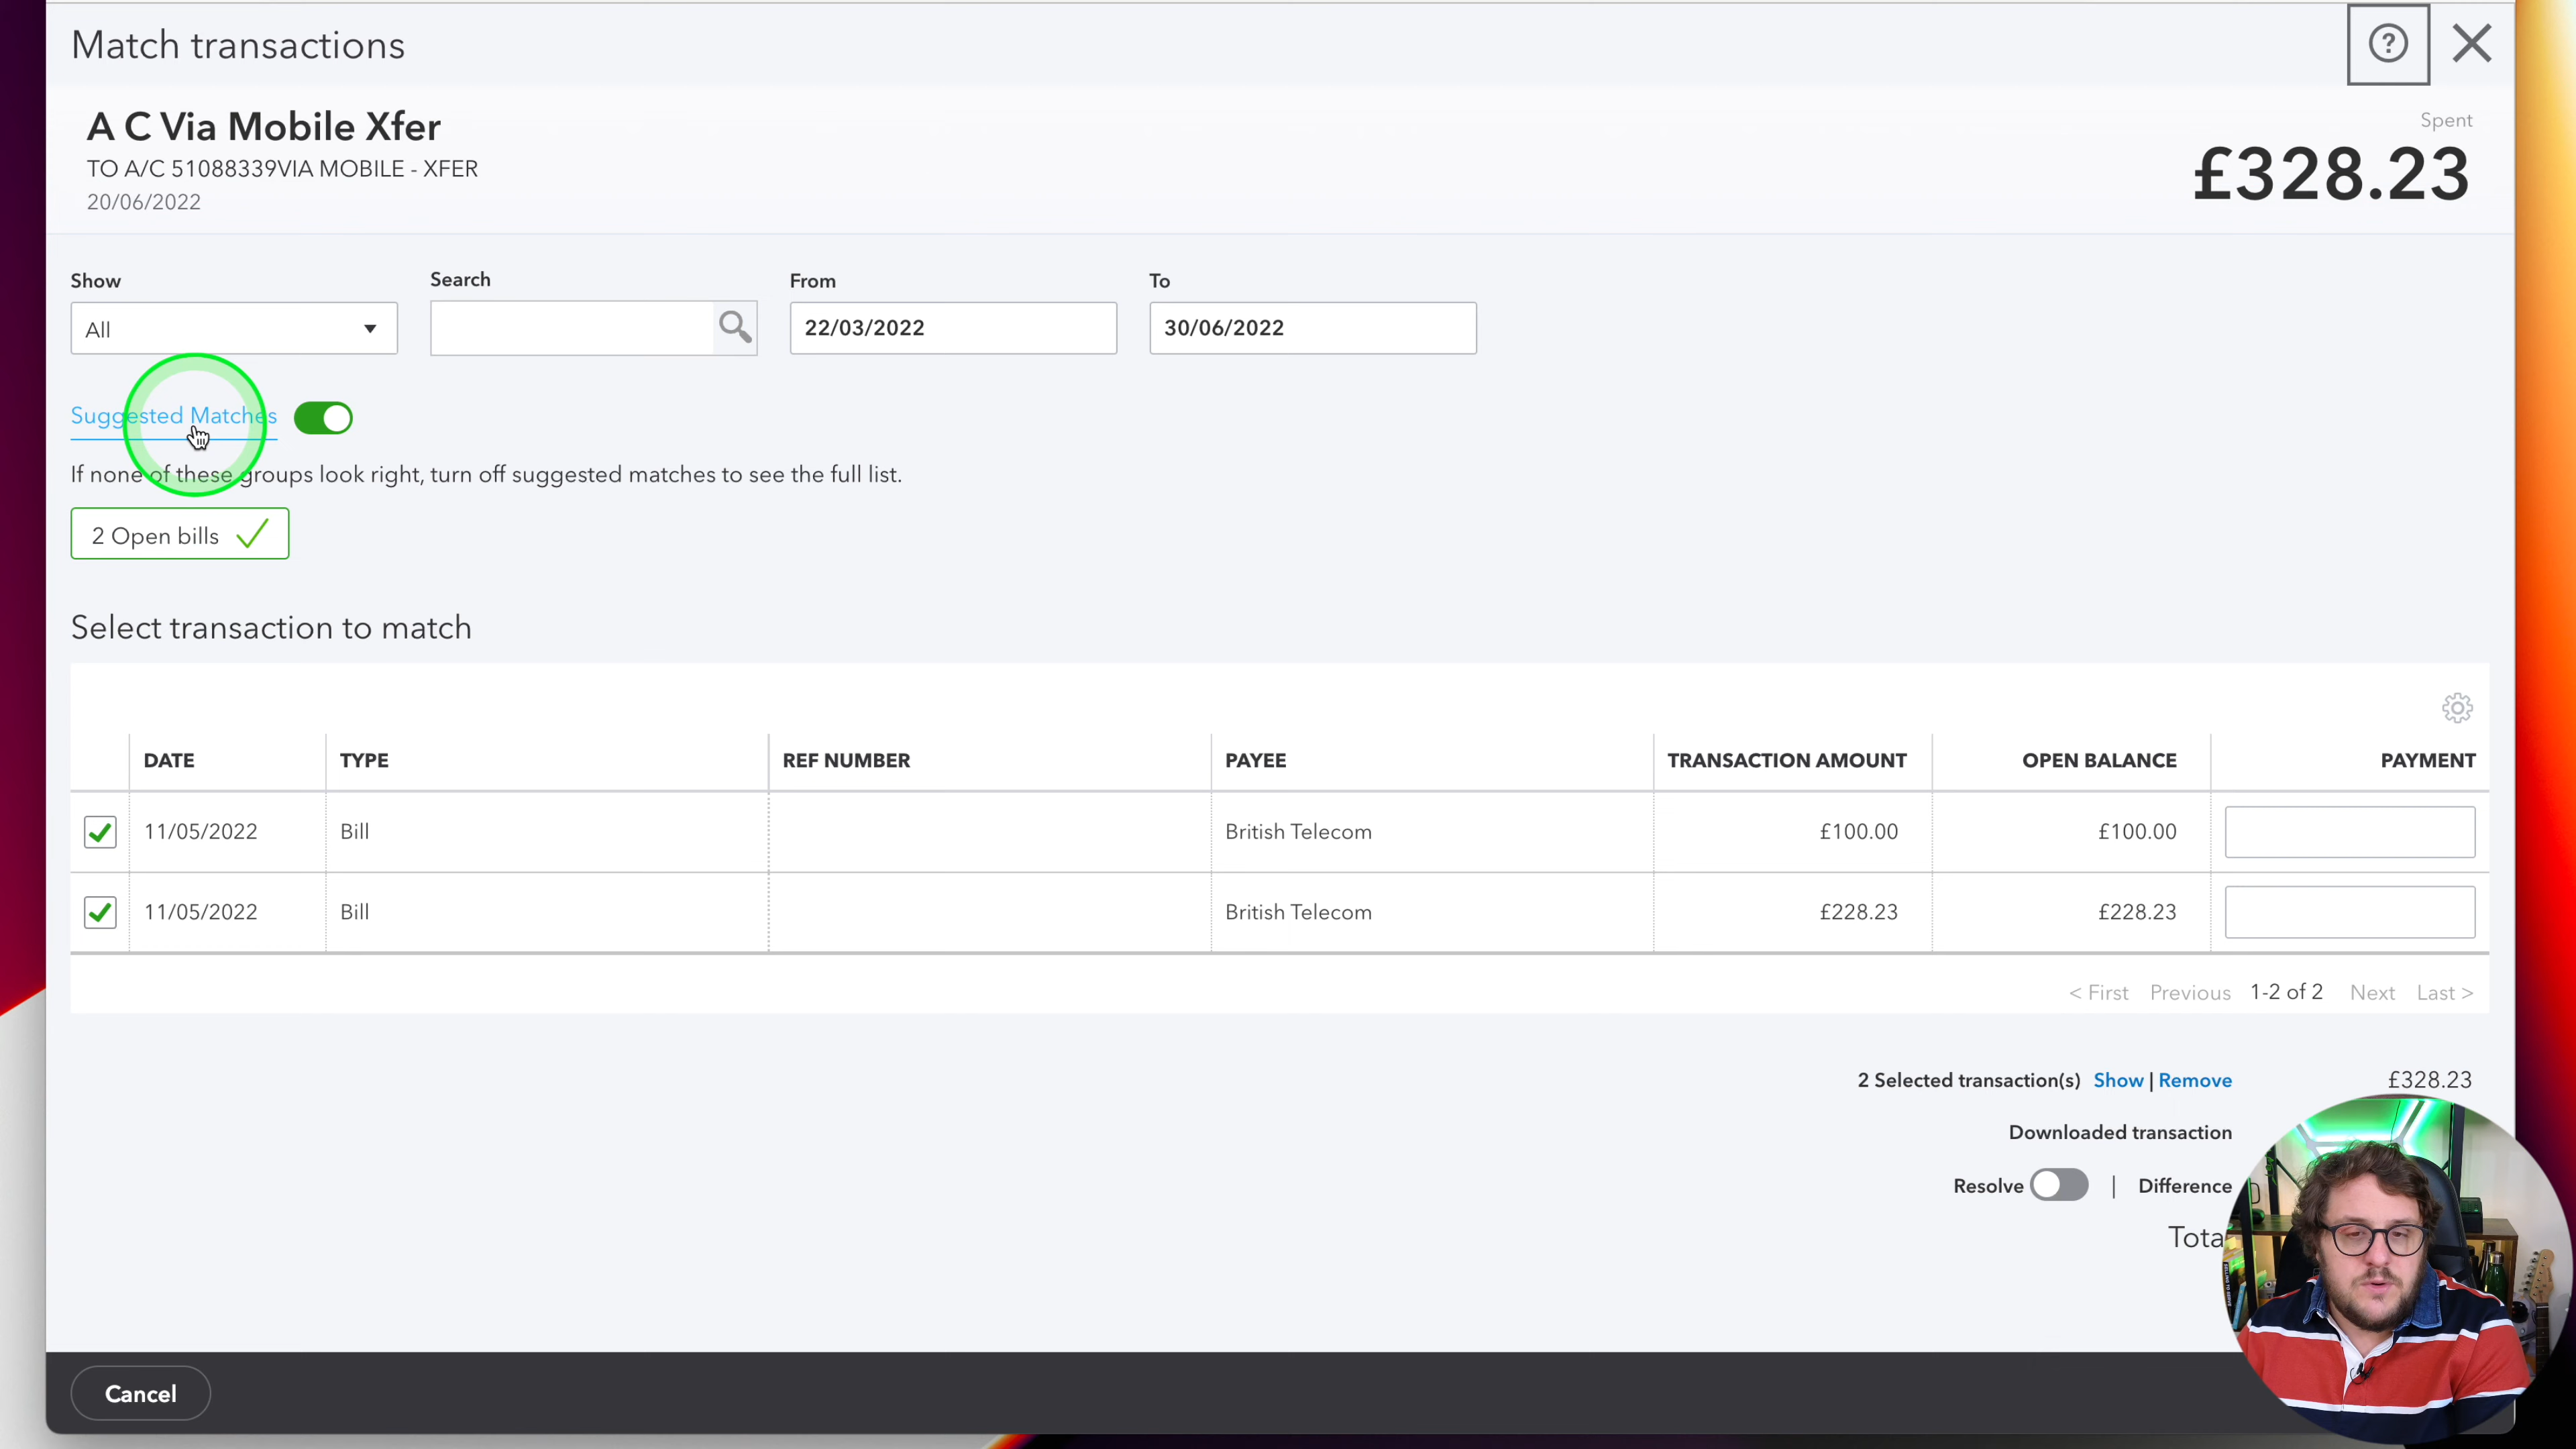 Match transactions
A C Via Mobile Xfer
TO A/C 51088339VIA MOBILE - XFER
20/06/2022
Spent
£328.23
Show
Search
From
To
All
22/03/2022
30/06/2022
Suggested Matches
If none of these groups look right, turn off suggested matches to see the full list.
2 Open bills
Select transaction to match
DATE TYPE REF NUMBER PAYEE TRANSACTION AMOUNT OPEN BALANCE PAYMENT
11/05/2022 Bill British Telecom £100.00 £100.00
11/05/2022 Bill British Telecom £228.23 £228.23
< First Previous 1-2 of 2 Next Last >
2 Selected transaction(s) Show | Remove £328.23
Downloaded transaction
Resolve | Difference
Cancel